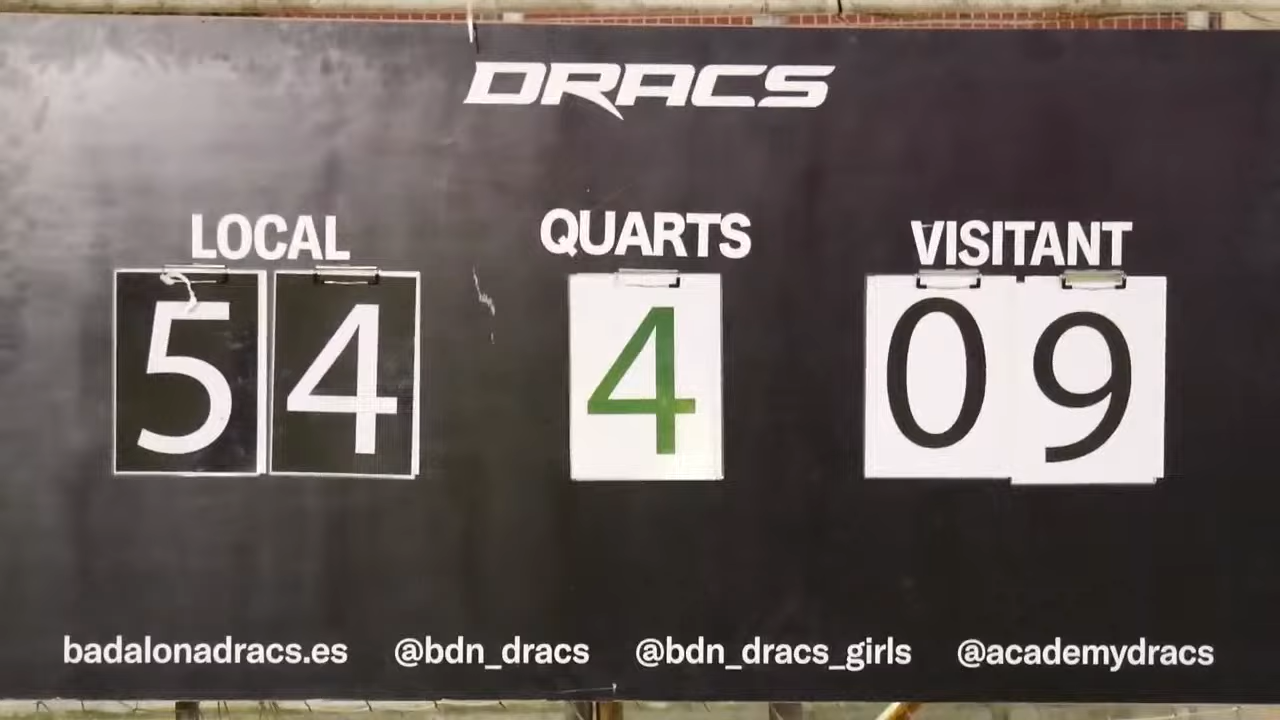 DRACS
LOCAL QUARTS VISITANT
54 4 09
badalonadracs.es @bdn_dracs @bdn_dracs_girls @academydracs